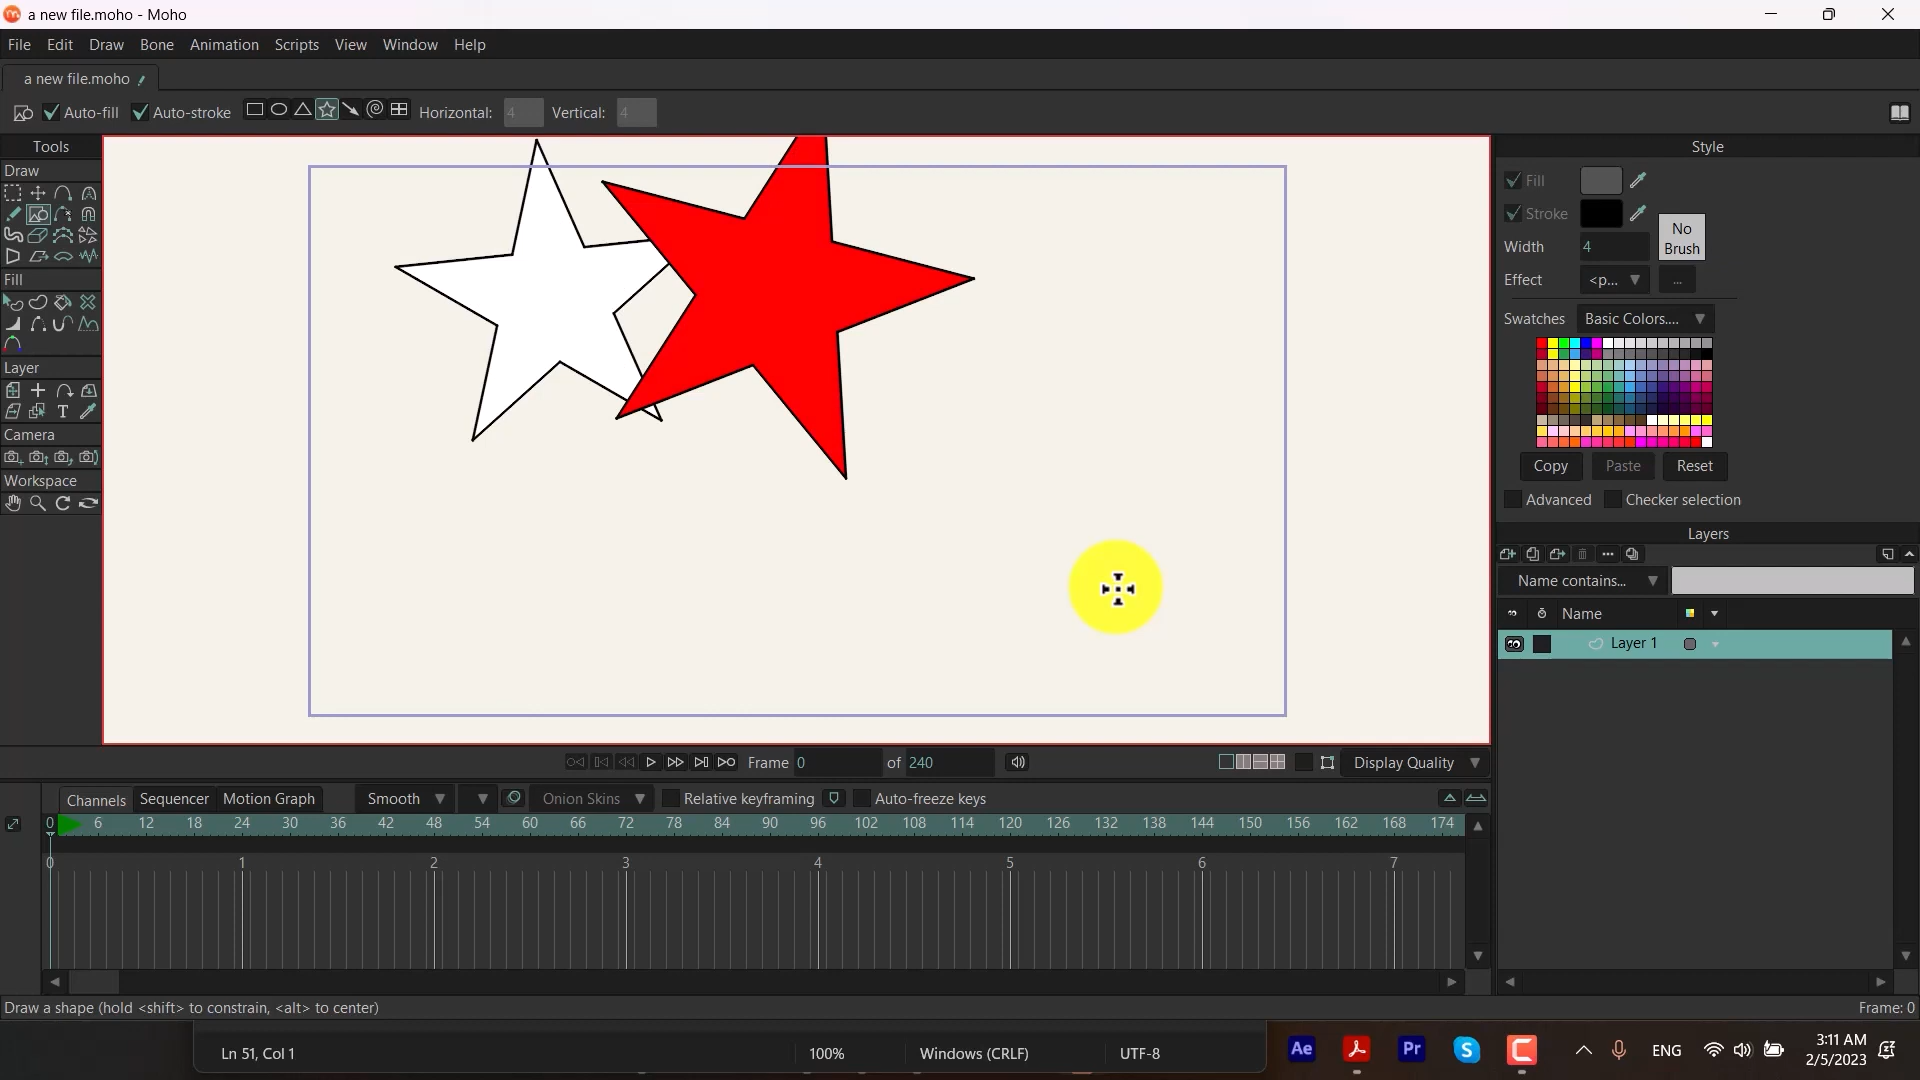 a new file.moho - Moho
File Edit Draw Bone Animation Scripts View Window Help
a new file.moho
Auto-fill Auto-stroke Horizontal: 4 Vertical: 4
Tools
Draw
Fill
Layer
T
Camera
Workspace
Style
Fill
Stroke
No Brush
Width 4
Effect <p... ...
Swatches Basic Colors....
Copy Paste Reset
Advanced Checker selection
Layers
Name contains...
Name
Layer 1
Frame 0 of 240 Display Quality
Channels Sequencer Motion Graph Smooth Onion Skins Relative keyframing Auto-freeze keys
0 6 12 18 24 30 36 42 48 54 60 66 72 78 84 90 96 102 108 114 120 126 132 138 144 150 156 162 168 174
0 1 2 3 4 5 6 7
Draw a shape (hold <shift> to constrain, <alt> to center) Frame: 0
Ln 51, Col 1 100% Windows (CRLF) UTF-8
Ae Pr S C ENG 3:11 AM
2/5/2023